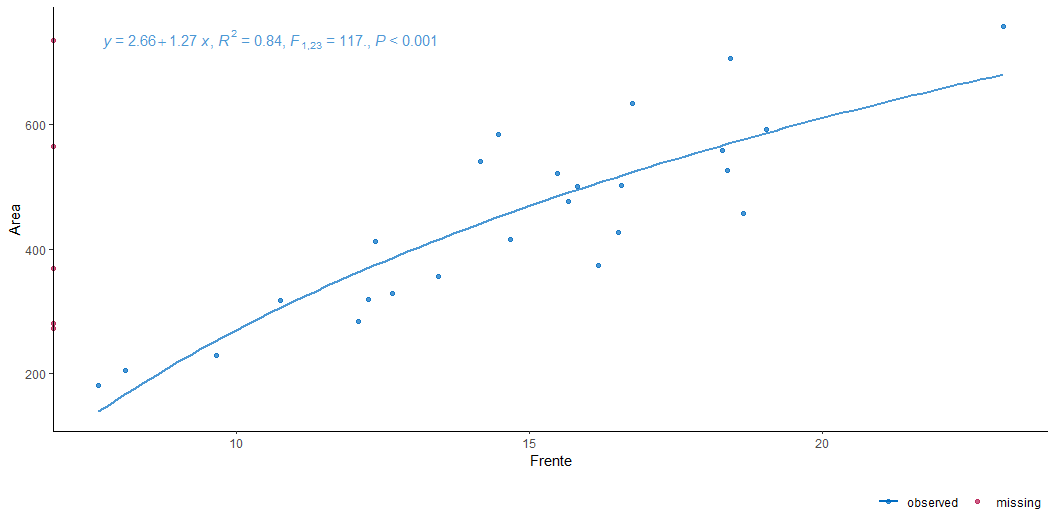 y = 2.66 + 1.27 x, R² = 0.84, F₁,₂₃ = 117., P < 0.001
600
400
200
Area
10 15 20
Frente
observed missing